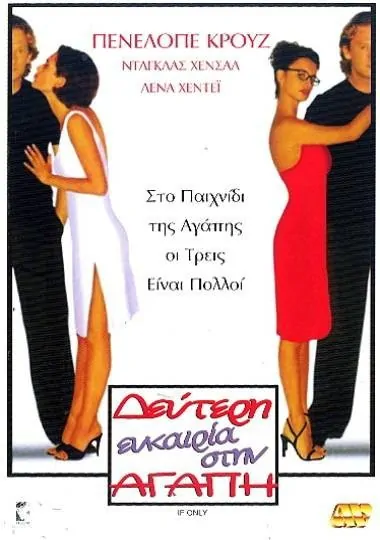 ΠΕΝΕΛΟΠΕ ΚΡΟΥΖ
ΝΤΑΓΚΛΑΣ ΧΕΝΣΑΛ
ΛΕΝΑ ΧΕΝΤΕΪ
Στο Παιχνίδι
της Αγάπης
οι Τρεις
Είναι Πολλοί
Δεύτερη
ευκαιρία στην
ΑΓΑΠΗ
IF ONLY